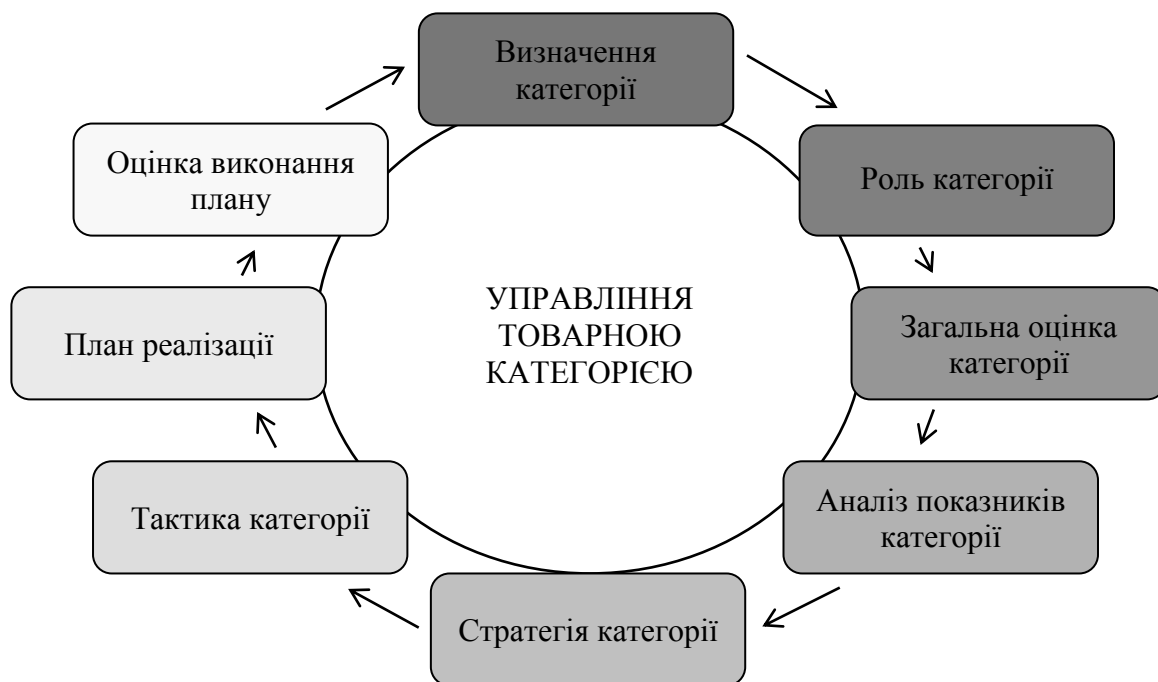 Визначення
категорії
Роль категорії
Загальна оцінка
категорії
Аналіз показників
категорії
Стратегія категорії
Тактика категорії
План реалізації
Оцінка виконання
плану
УПРАВЛІННЯ
ТОВАРНОЮ
КАТЕГОРІЄЮ